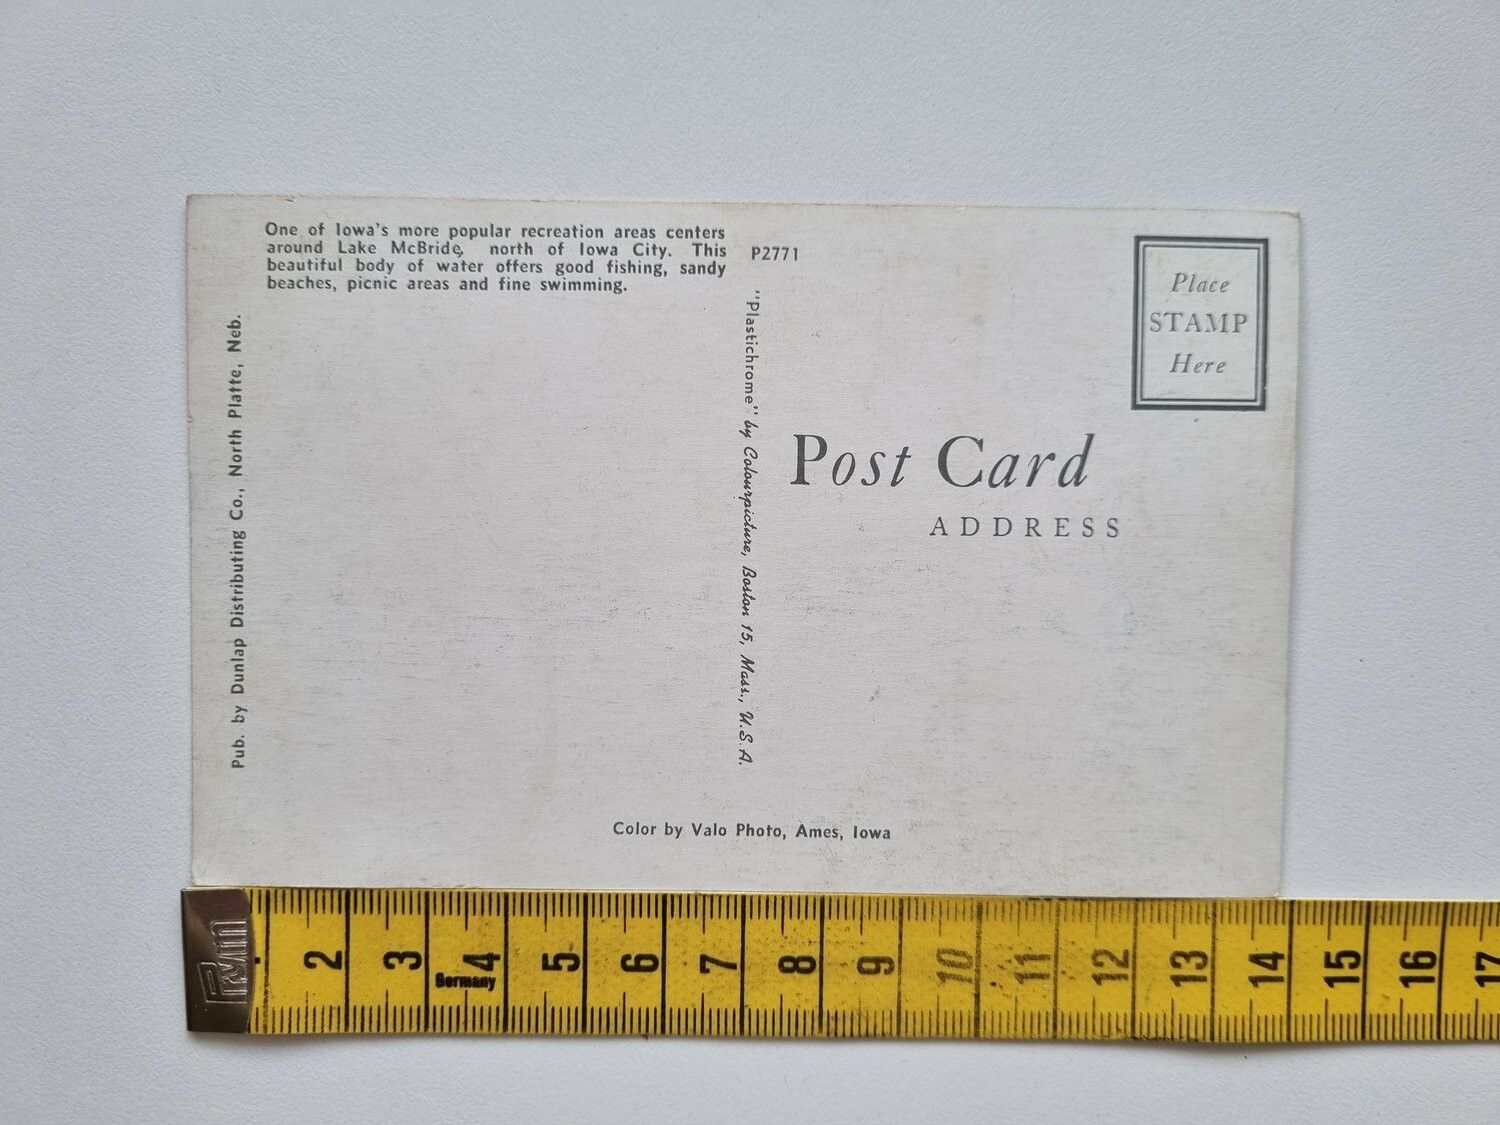 One of Iowa's more popular recreation areas centers
around Lake McBride, north of Iowa City. This
beautiful body of water offers good fishing, sandy
beaches, picnic areas and fine swimming.
P2771
Pub. by Dunlap Distributing Co., North Platte, Neb.
"Plastichrome" by Colourpicture, Boston 15, Mass., U.S.A.
Place
STAMP
Here
Post Card
ADDRESS
Color by Valo Photo, Ames, Iowa
Prym
2 3 4 5 6 7 8 9 10 11 12 13 14 15 16 17
Germany